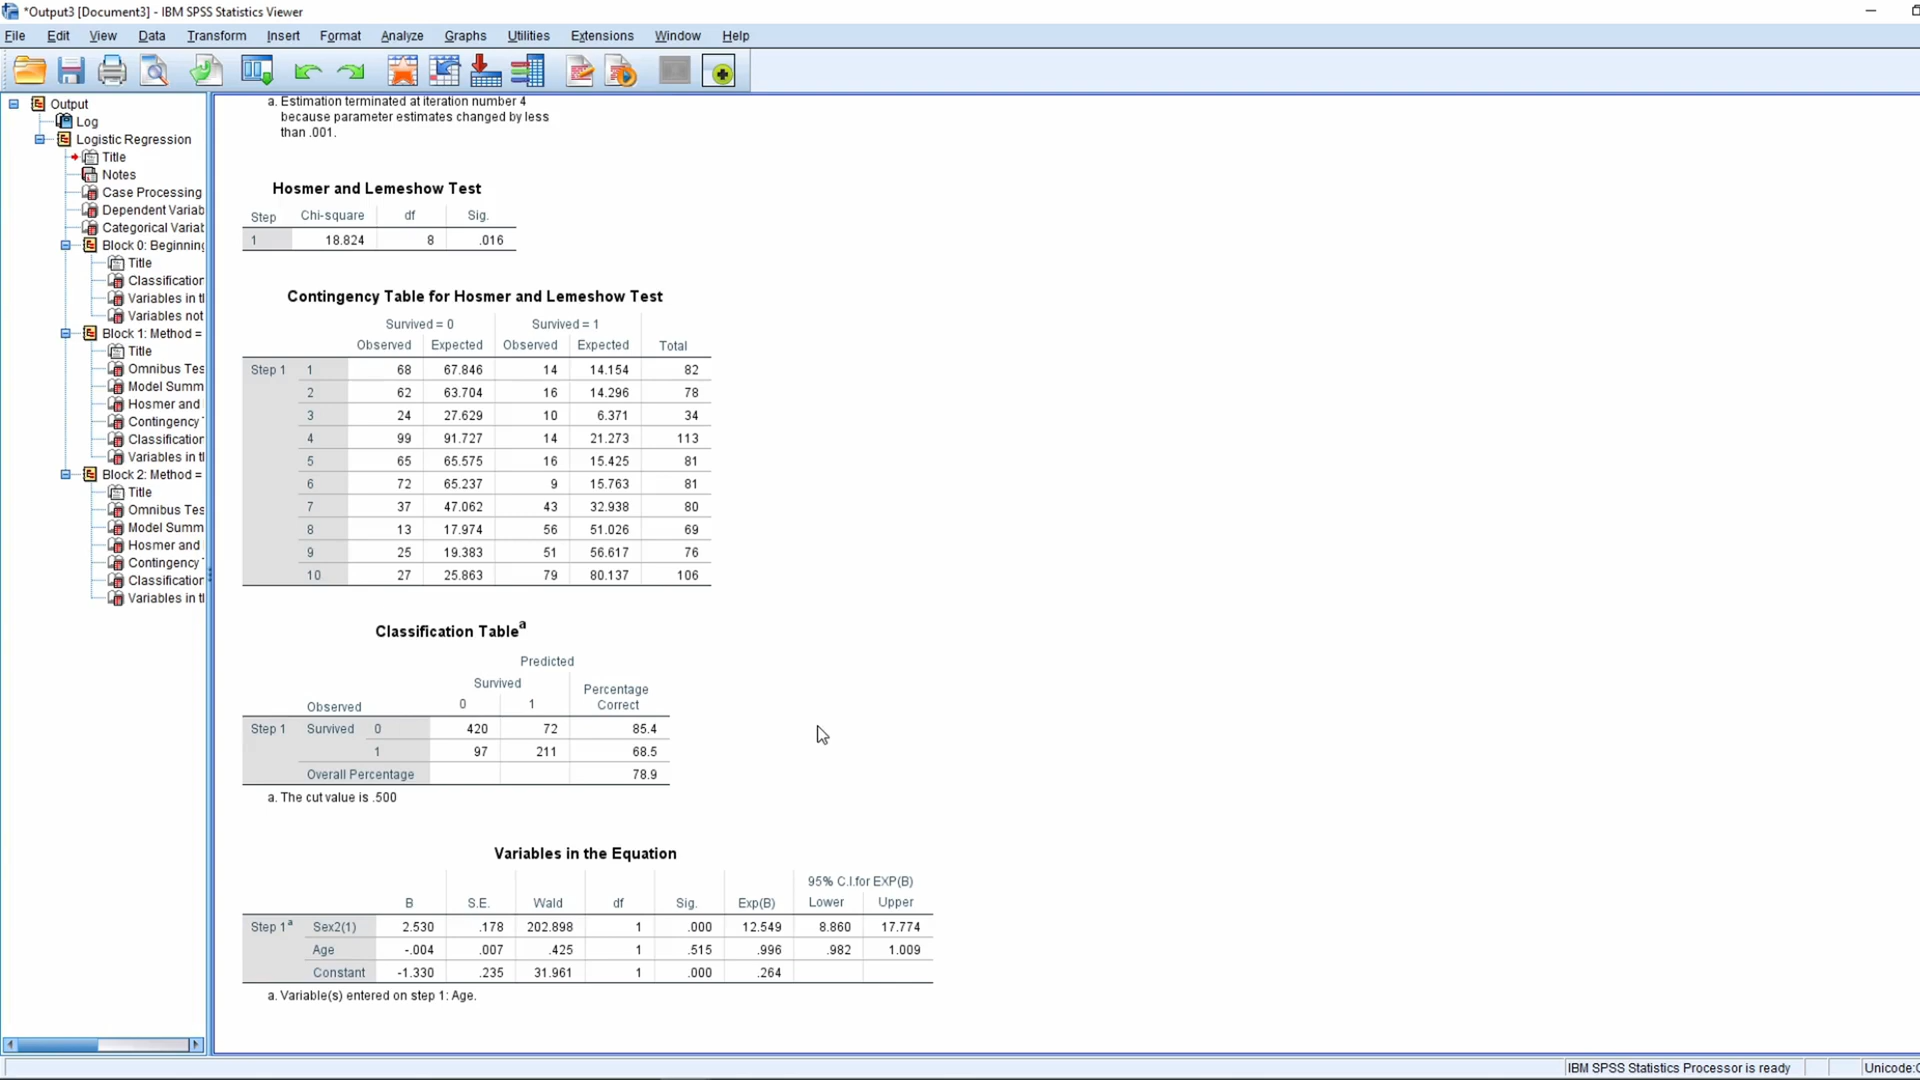 *Output3 [Document3] - IBM SPSS Statistics Viewer
File Edit View Data Transform Insert Format Analyze Graphs Utilities Extensions Window Help
Output
Log
Logistic Regression
Title
Notes
Case Processing
Dependent Variab
Categorical Variat
Block 0: Beginning
Title
Classification
Variables in tl
Variables not
Block 1: Method =
Title
Omnibus Tes
Model Summ
Hosmer and
Contingency
Classification
Variables in tl
Block 2: Method =
Title
Omnibus Tes
Model Summ
Hosmer and
Contingency
Classification
Variables in tl
a. Estimation terminated at iteration number 4
because parameter estimates changed by less
than .001.
Hosmer and Lemeshow Test
Step Chi-square df Sig.
1 18.824 8 .016
Contingency Table for Hosmer and Lemeshow Test
Survived = 0 Survived = 1
Observed Expected Observed Expected Total
Step 1 1 68 67.846 14 14.154 82
2 62 63.704 16 14.296 78
3 24 27.629 10 6.371 34
4 99 91.727 14 21.273 113
5 65 65.575 16 15.425 81
6 72 65.237 9 15.763 81
7 37 47.062 43 32.938 80
8 13 17.974 56 51.026 69
9 25 19.383 51 56.617 76
10 27 25.863 79 80.137 106
Classification Table a
Predicted
Survived Percentage
Observed 0 1 Correct
Step 1 Survived 0 420 72 85.4
1 97 211 68.5
Overall Percentage 78.9
a. The cut value is .500
Variables in the Equation
95% C.I.for EXP(B)
B S.E. Wald df Sig. Exp(B) Lower Upper
Step 1 a Sex2(1) 2.530 .178 202.898 1 .000 12.549 8.860 17.774
Age -.004 .007 .425 1 .515 .996 .982 1.009
Constant -1.330 .235 31.961 1 .000 .264
a. Variable(s) entered on step 1: Age.
IBM SPSS Statistics Processor is ready Unicode: